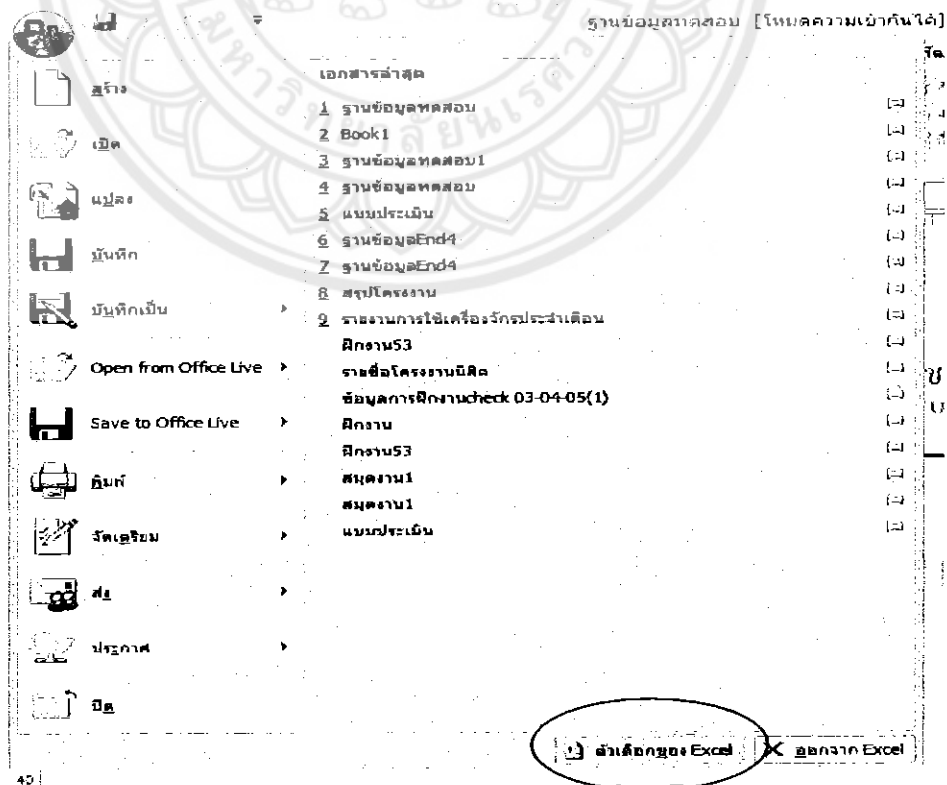 ฐานข้อมูลทดสอบ [โหมดความเข้ากันได้]
สร้าง
เปิด
แปลง
บันทึก
บันทึกเป็น
Open from Office Live
Save to Office Live
พิมพ์
จัดเตรียม
ส่ง
ประกาศ
ปิด
เอกสารล่าสุด
1 ฐานข้อมูลทดสอบ
2 Book1
3 ฐานข้อมูลทดสอบ1
4 ฐานข้อมูลทดสอบ
5 แบบประเมิน
6 ฐานข้อมูลEnd4
7 ฐานข้อมูลEnd4
8 สรุปโครงงาน
9 รายงานการใช้เครื่องจักรประจำเดือน
ฝึกงาน53
รายชื่อโครงงานนิสิต
ข้อมูลการฝึกงานcheck 03-04-05(1)
ฝึกงาน
ฝึกงาน53
สมุดงาน1
สมุดงาน1
แบบประเมิน
ตัวเลือกของ Excel
ออกจาก Excel
40